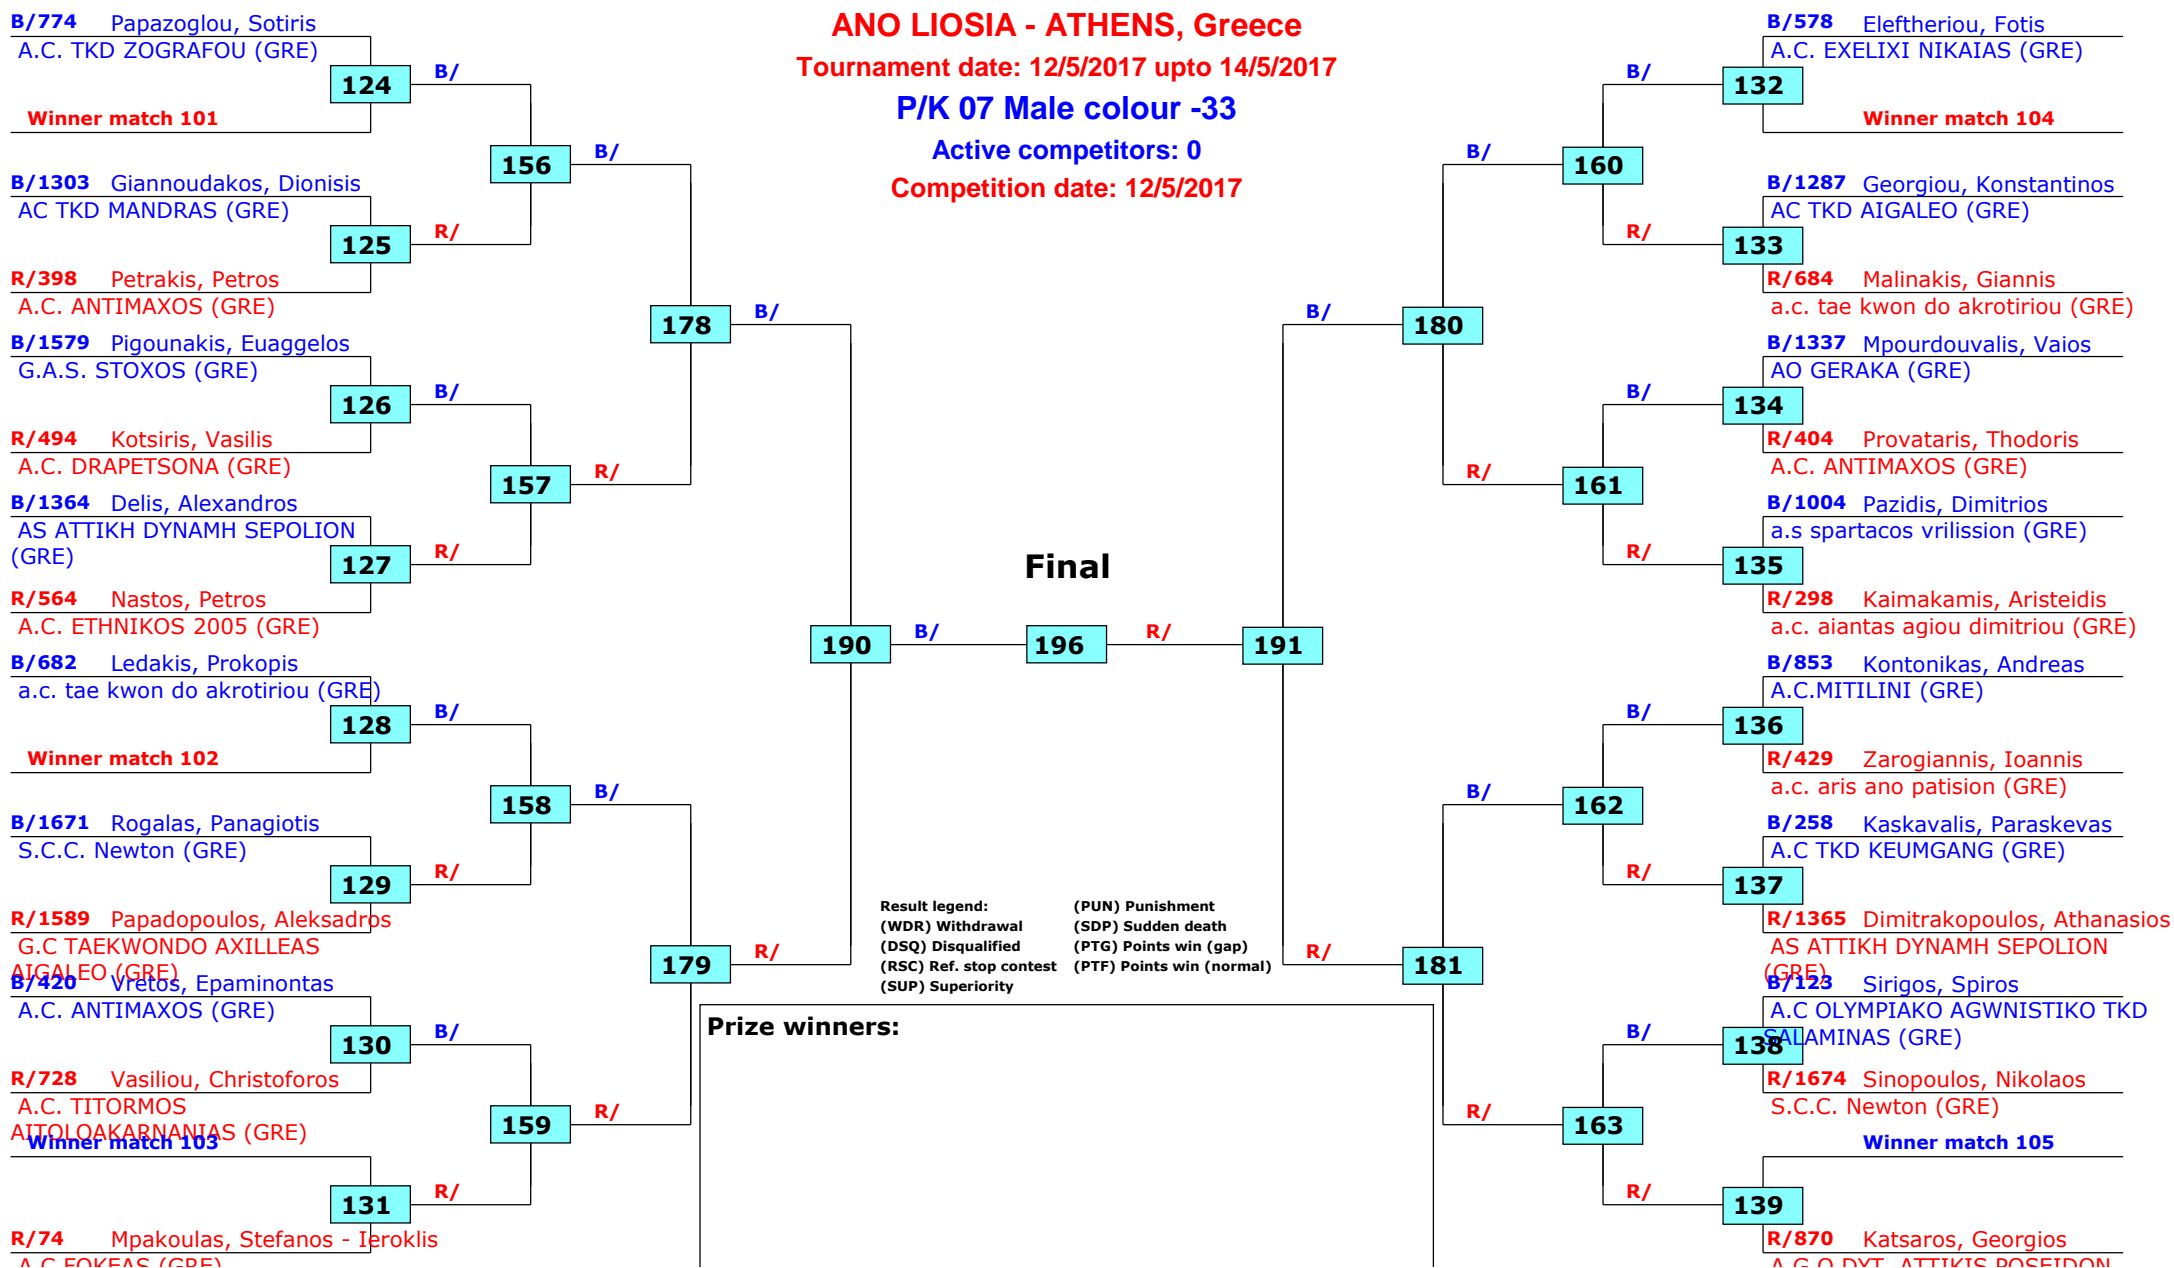 ANO LIOSIA - ATHENS, Greece
Tournament date: 12/5/2017 upto 14/5/2017
P/K 07 Male colour -33
Active competitors: 0
Competition date: 12/5/2017
B/774 Papazoglou, Sotiris
A.C. TKD ZOGRAFOU (GRE)
124
Winner match 101
B/1303 Giannoudakos, Dionisis
AC TKD MANDRAS (GRE)
125
R/398 Petrakis, Petros
A.C. ANTIMAXOS (GRE)
B/1579 Pigounakis, Euaggelos
G.A.S. STOXOS (GRE)
126
R/494 Kotsiris, Vasilis
A.C. DRAPETSONA (GRE)
B/1364 Delis, Alexandros
AS ATTIKH DYNAMH SEPOLION
(GRE)
127
R/564 Nastos, Petros
A.C. ETHNIKOS 2005 (GRE)
B/682 Ledakis, Prokopis
a.c. tae kwon do akrotiriou (GRE)
128
Winner match 102
B/1671 Rogalas, Panagiotis
S.C.C. Newton (GRE)
129
R/1589 Papadopoulos, Aleksadros
G.C TAEKWONDO AXILLEAS
AIGALEO (GRE)
B/420 Vretos, Epaminontas
A.C. ANTIMAXOS (GRE)
130
R/728 Vasiliou, Christoforos
A.C. TITORMOS
AITOLOAKARNANIAS (GRE)
Winner match 103
131
R/74 Mpakoulas, Stefanos - Ieroklis
A.C FOKEAS (GRE)
B/
R/
B/
R/
B/
R/
B/
R/
156
157
158
159
B/
R/
B/
R/
178
179
B/
R/
190
B/
Final
196
R/
191
B/
R/
180
181
B/
R/
B/
R/
160
161
162
163
B/
R/
B/
R/
B/
R/
B/
R/
B/578 Eleftheriou, Fotis
A.C. EXELIXI NIKAIAS (GRE)
132
Winner match 104
B/1287 Georgiou, Konstantinos
AC TKD AIGALEO (GRE)
133
R/684 Malinakis, Giannis
a.c. tae kwon do akrotiriou (GRE)
B/1337 Mpourdouvalis, Vaios
AO GERAKA (GRE)
134
R/404 Provataris, Thodoris
A.C. ANTIMAXOS (GRE)
B/1004 Pazidis, Dimitrios
a.s spartacos vrilission (GRE)
135
R/298 Kaimakamis, Aristeidis
a.c. aiantas agiou dimitriou (GRE)
B/853 Kontonikas, Andreas
A.C.MITILINI (GRE)
136
R/429 Zarogiannis, Ioannis
a.c. aris ano patision (GRE)
B/258 Kaskavalis, Paraskevas
A.C TKD KEUMGANG (GRE)
137
R/1365 Dimitrakopoulos, Athanasios
AS ATTIKH DYNAMH SEPOLION
(GRE)
B/123 Sirigos, Spiros
A.C OLYMPIAKO AGWNISTIKO TKD
SALAMINAS (GRE)
138
R/1674 Sinopoulos, Nikolaos
S.C.C. Newton (GRE)
Winner match 105
139
R/870 Katsaros, Georgios
A.G.O DYT. ATTIKIS POSEIDON
Result legend:
(WDR) Withdrawal
(DSQ) Disqualified
(RSC) Ref. stop contest
(SUP) Superiority
(PUN) Punishment
(SDP) Sudden death
(PTG) Points win (gap)
(PTF) Points win (normal)
Prize winners: